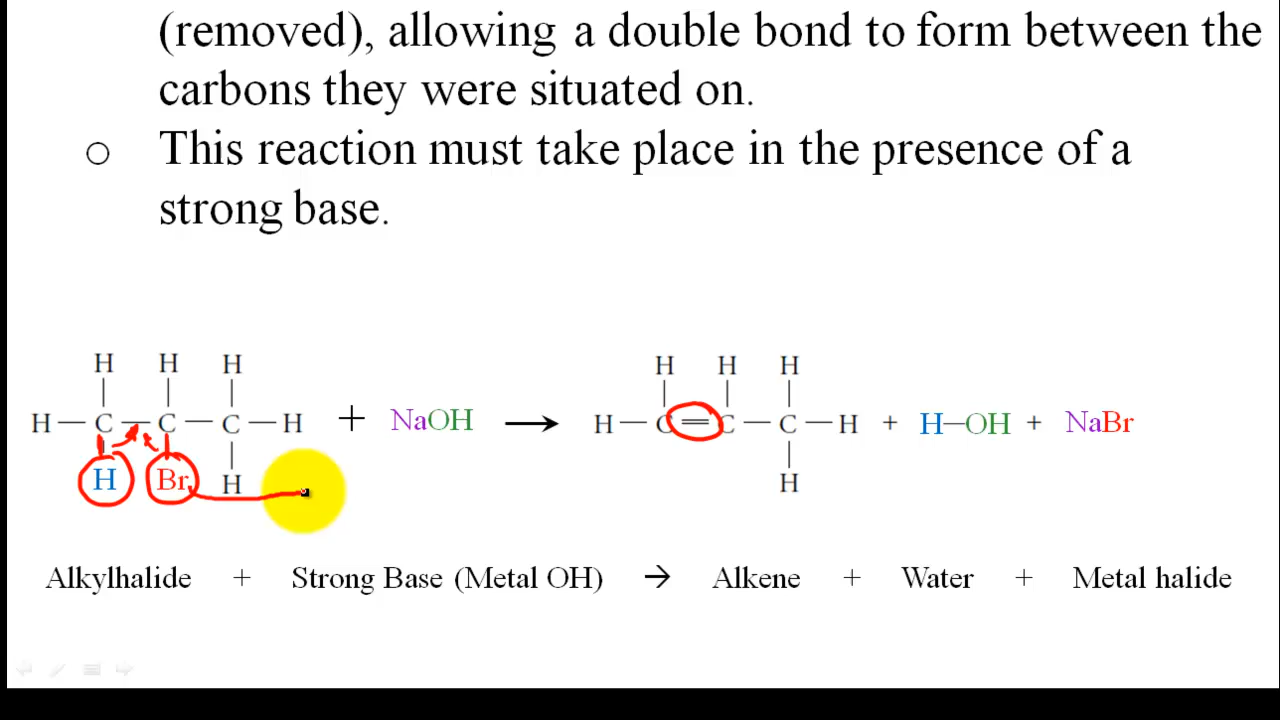 (removed), allowing a double bond to form between the
carbons they were situated on.
o This reaction must take place in the presence of a
strong base.
H H H H H H
H — C — C — C — H + NaOH → H — C = C — C — H + H—OH + NaBr
H Br H H
Alkylhalide + Strong Base (Metal OH) → Alkene + Water + Metal halide